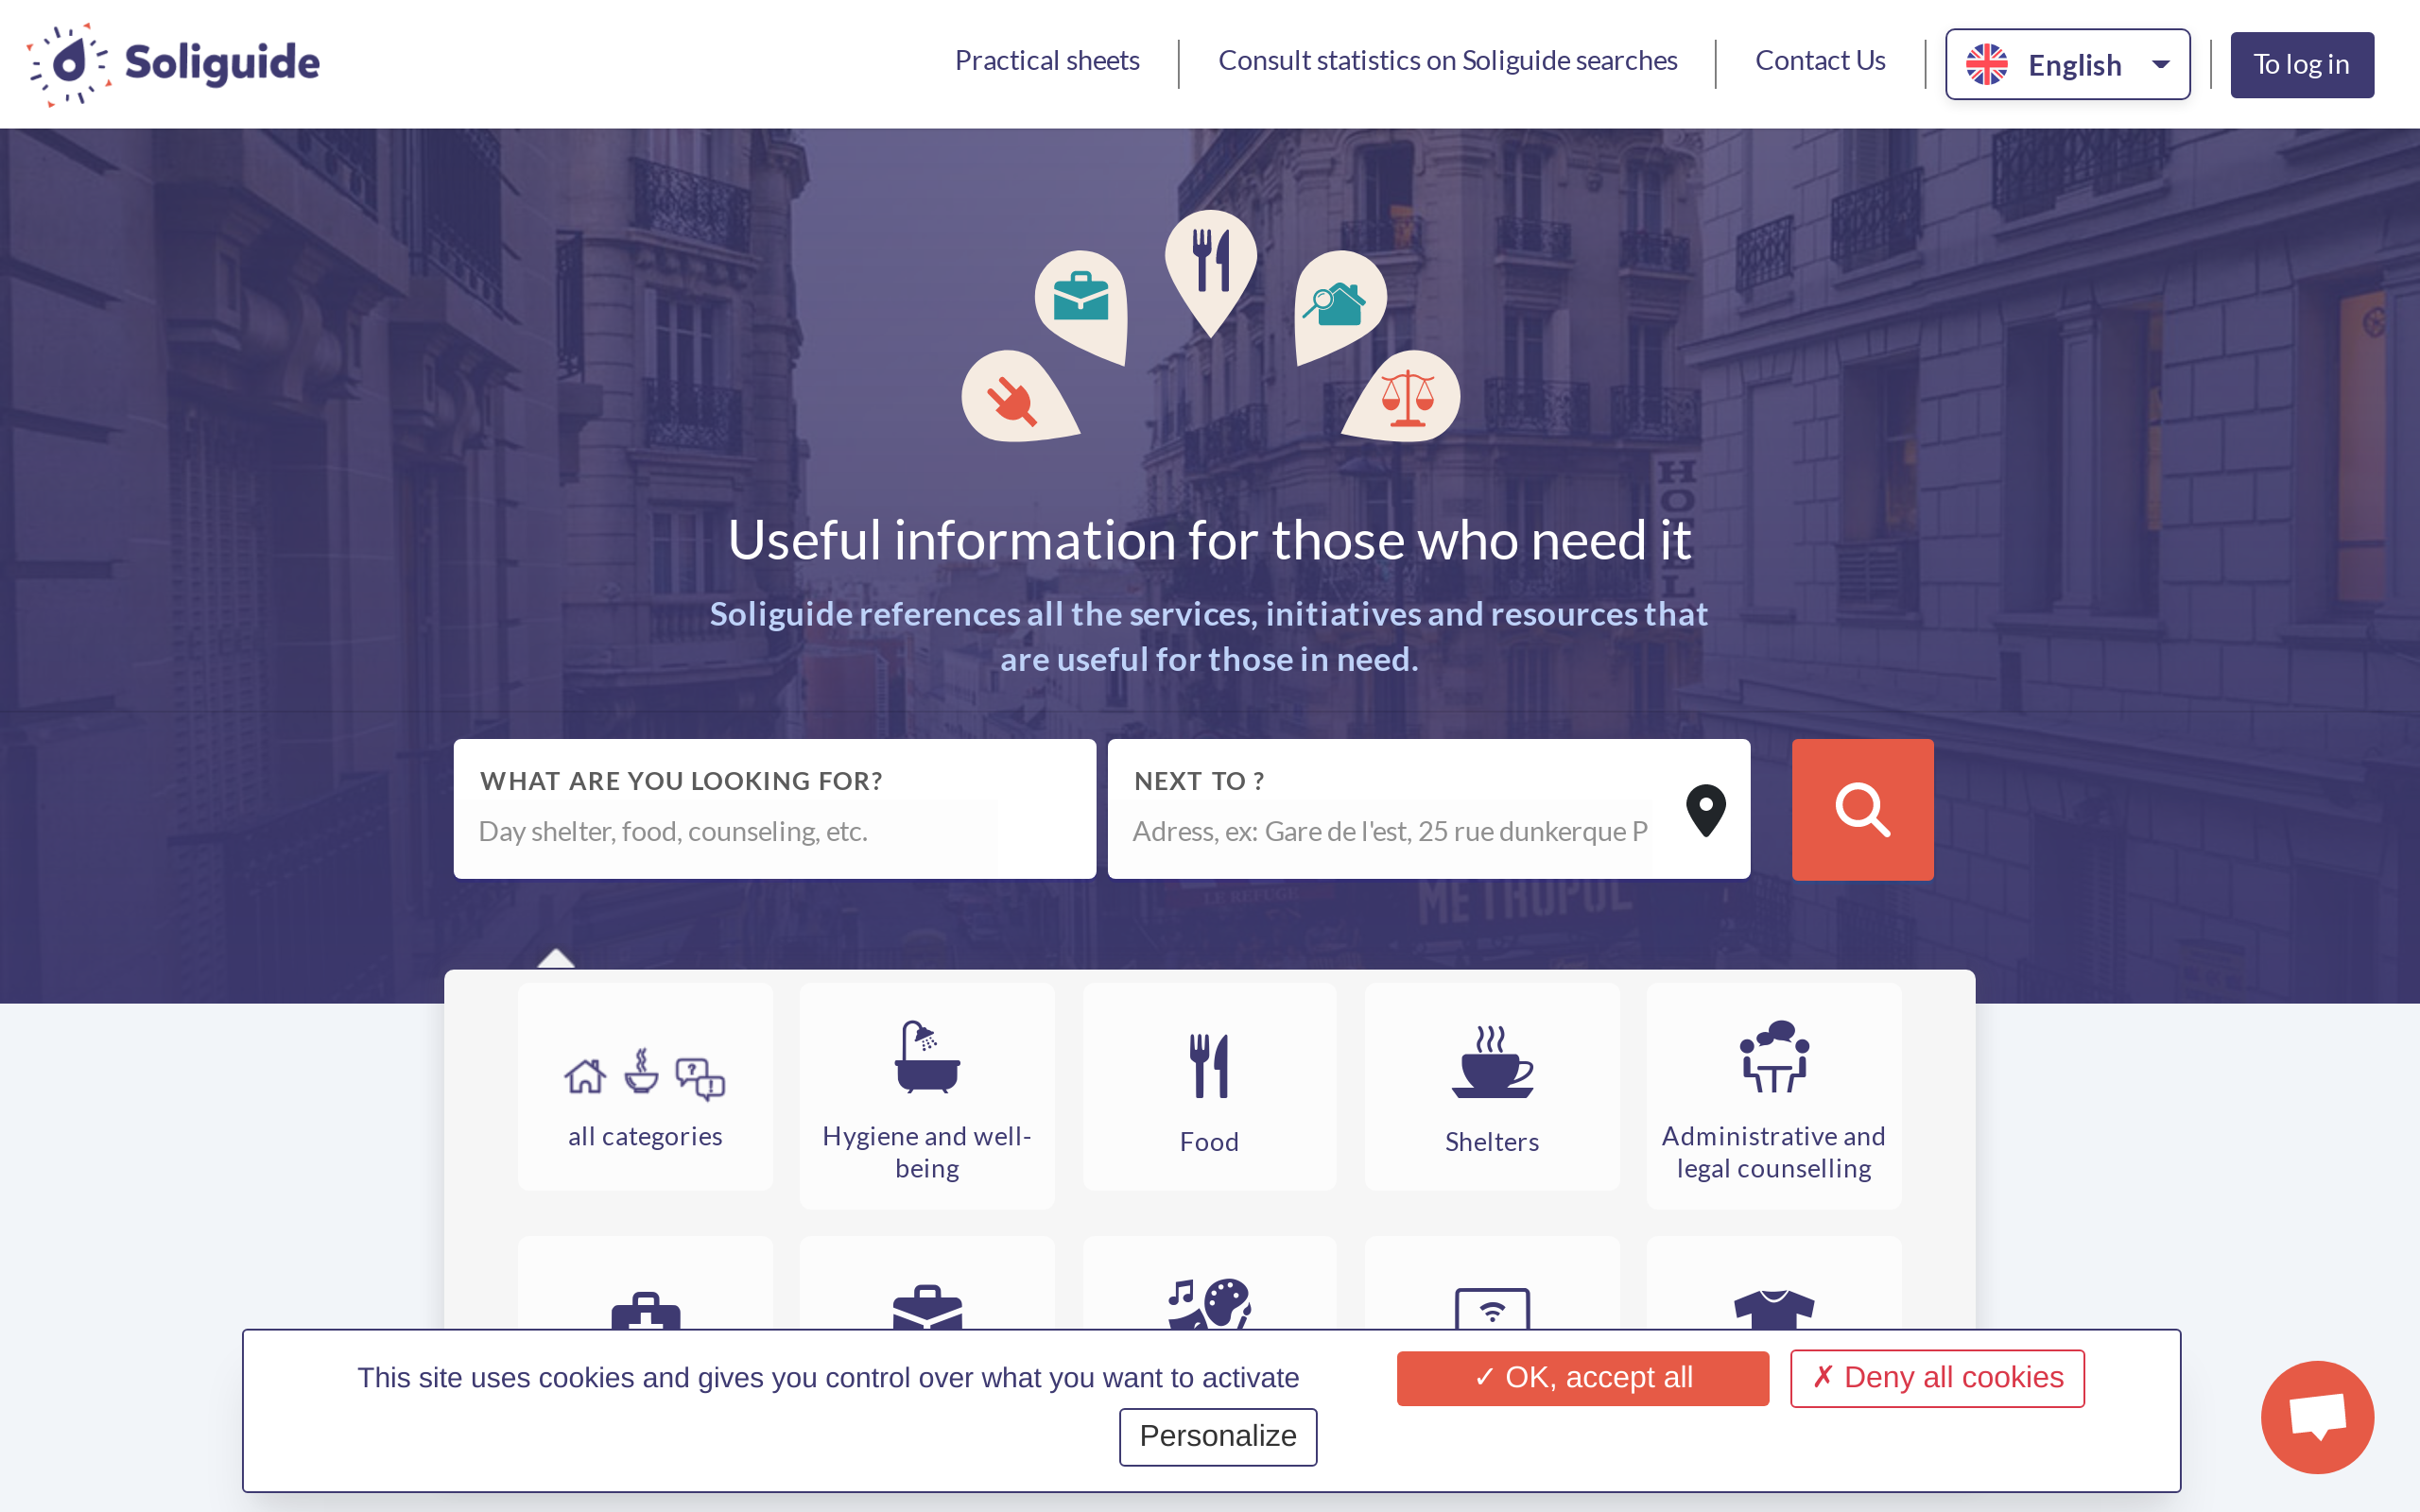 Soliguide
Practical sheets
Consult statistics on Soliguide searches
Contact Us
English
To log in
HOTEL
Useful information for those who need it
Soliguide references all the services, initiatives and resources that
are useful for those in need.
WHAT ARE YOU LOOKING FOR?
Day shelter, food, counseling, etc.
NEXT TO ?
Adress, ex: Gare de l'est, 25 rue dunkerque P
LE REFUGE
METROPOL
all categories
Hygiene and well-
being
Food
Shelters
Administrative and
legal counselling
This site uses cookies and gives you control over what you want to activate
✓ OK, accept all
✗ Deny all cookies
Personalize